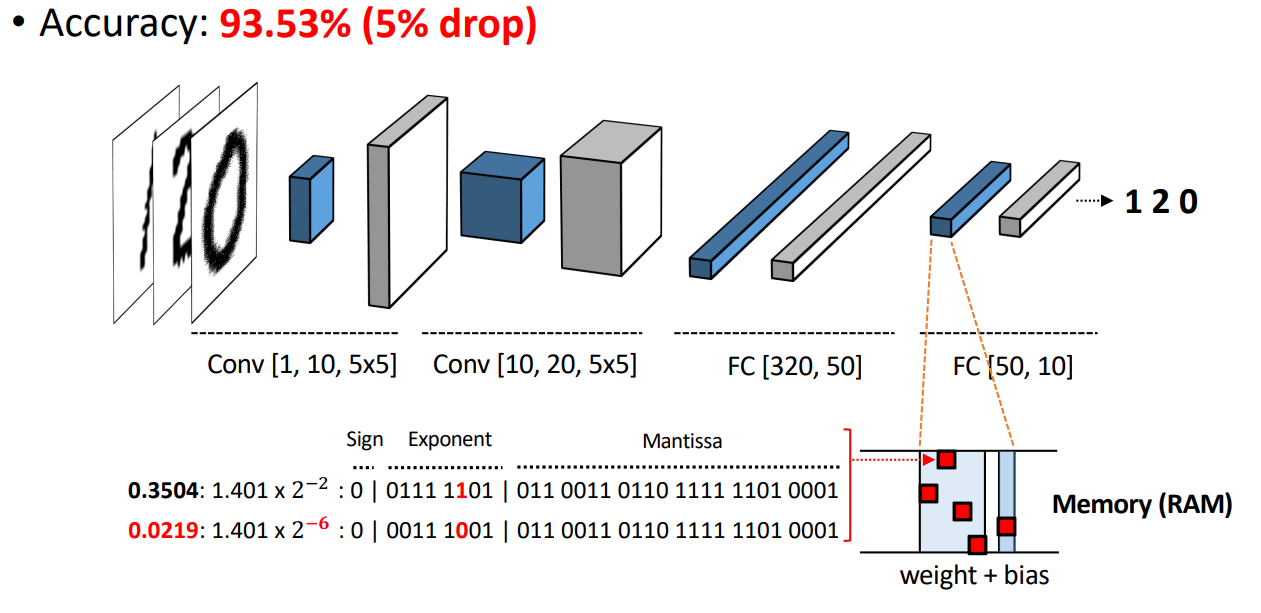 • Accuracy: 93.53% (5% drop)
1 2 0
Conv [1, 10, 5x5] Conv [10, 20, 5x5] FC [320, 50] FC [50, 10]
Sign Exponent Mantissa
0.3504: 1.401 x 2⁻² : 0 | 0111 1101 | 011 0011 0110 1111 1101 0001
0.0219: 1.401 x 2⁻⁶ : 0 | 0011 1001 | 011 0011 0110 1111 1101 0001
Memory (RAM)
weight + bias